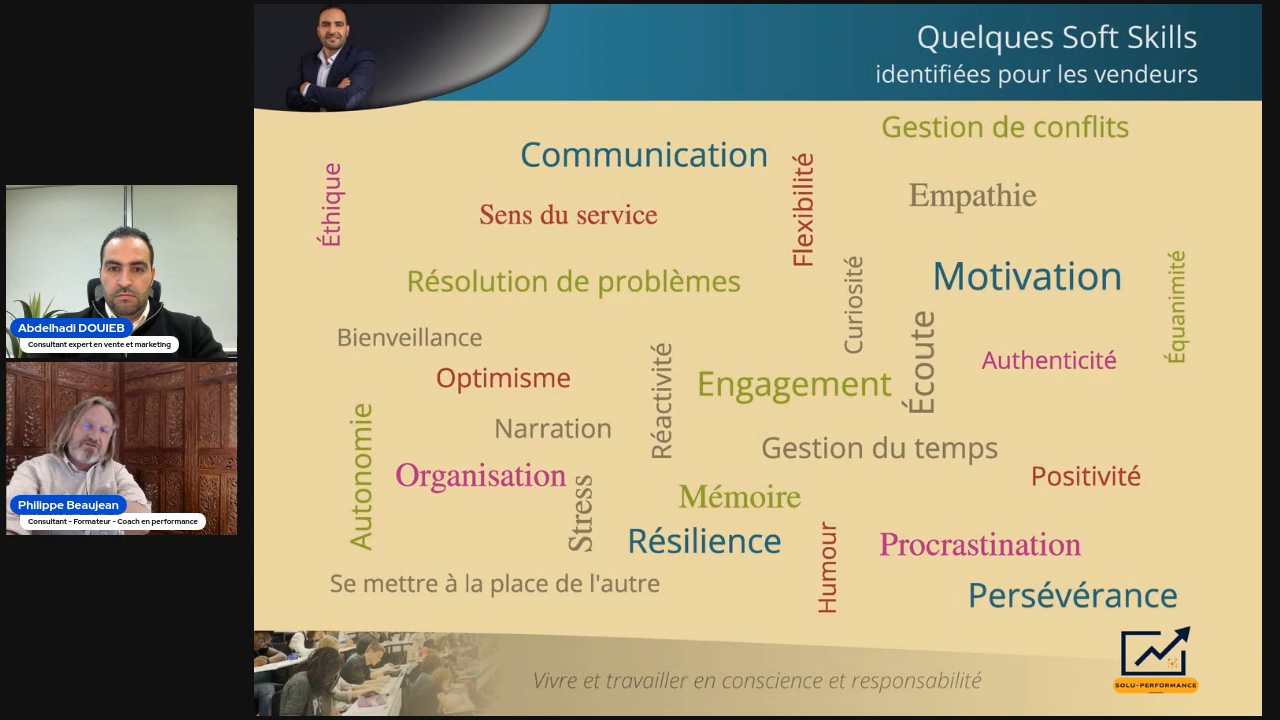 Quelques Soft Skills
identifiées pour les vendeurs
Gestion de conflits
Communication
Éthique
Flexibilité
Empathie
Sens du service
Résolution de problèmes
Curiosité
Motivation
Équanimité
Bienveillance
Écoute
Réactivité
Authenticité
Optimisme
Engagement
Autonomie
Narration
Gestion du temps
Organisation
Stress
Mémoire
Positivité
Résilience
Humour
Procrastination
Se mettre à la place de l'autre
Persévérance
Vivre et travailler en conscience et responsabilité
SOLU-PERFORMANCE
Abdelhadi DOUIEB
Consultant expert en vente et marketing
Philippe Beaujean
Consultant - Formateur - Coach en performance